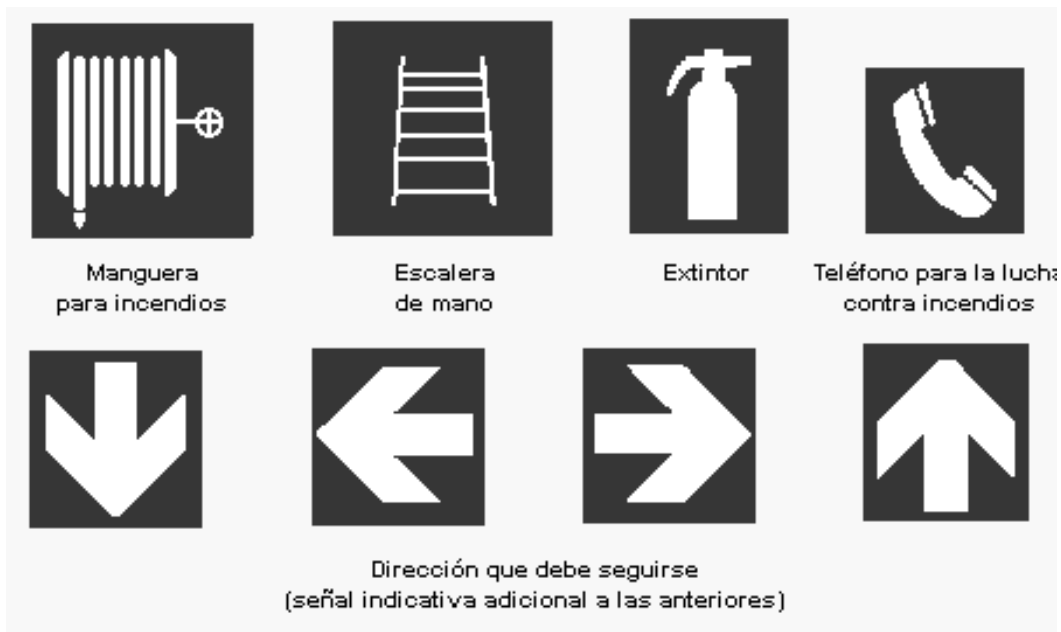 Manguera
para incendios
Escalera
de mano
Extintor
Teléfono para la lucha
contra incendios
Dirección que debe seguirse
(señal indicativa adicional a las anteriores)